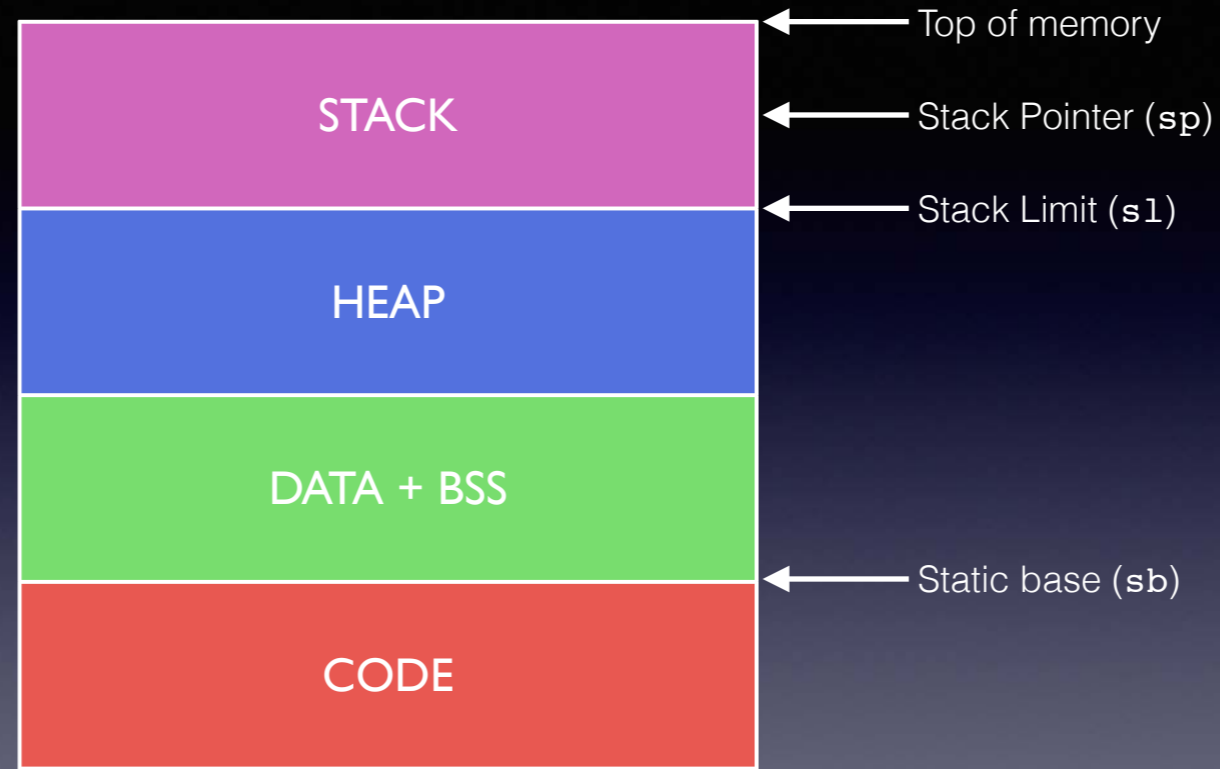 Top of memory
STACK
Stack Pointer (sp)
Stack Limit (sl)
HEAP
DATA + BSS
Static base (sb)
CODE